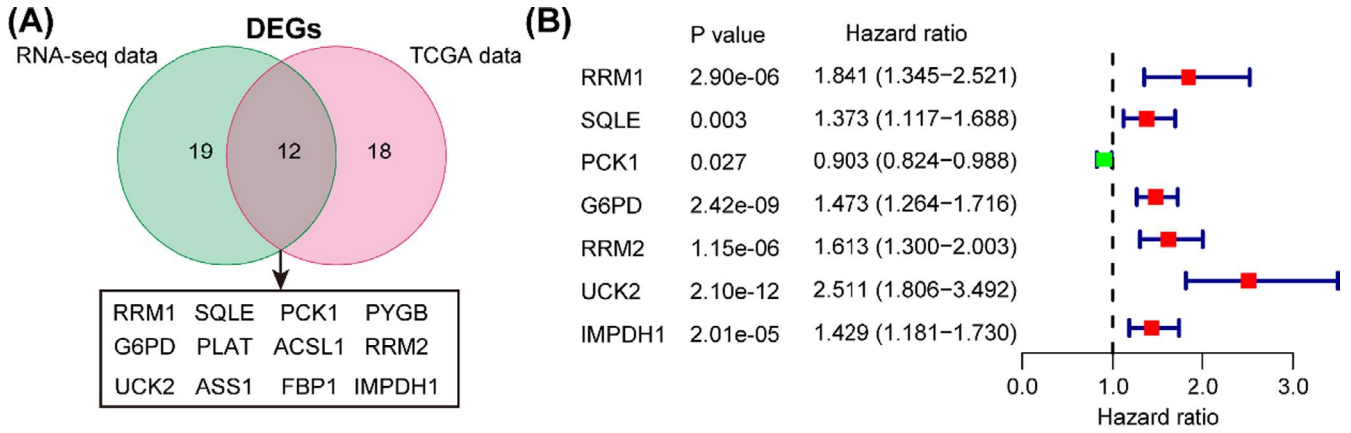 (A)
DEGs
RNA-seq data
TCGA data
19
12
18
RRM1 SQLE PCK1 PYGB
G6PD PLAT ACSL1 RRM2
UCK2 ASS1 FBP1 IMPDH1
(B)
P value Hazard ratio
RRM1 2.90e-06 1.841 (1.345−2.521)
SQLE 0.003 1.373 (1.117−1.688)
PCK1 0.027 0.903 (0.824−0.988)
G6PD 2.42e-09 1.473 (1.264−1.716)
RRM2 1.15e-06 1.613 (1.300−2.003)
UCK2 2.10e-12 2.511 (1.806−3.492)
IMPDH1 2.01e-05 1.429 (1.181−1.730)
0.0 1.0 2.0 3.0
Hazard ratio